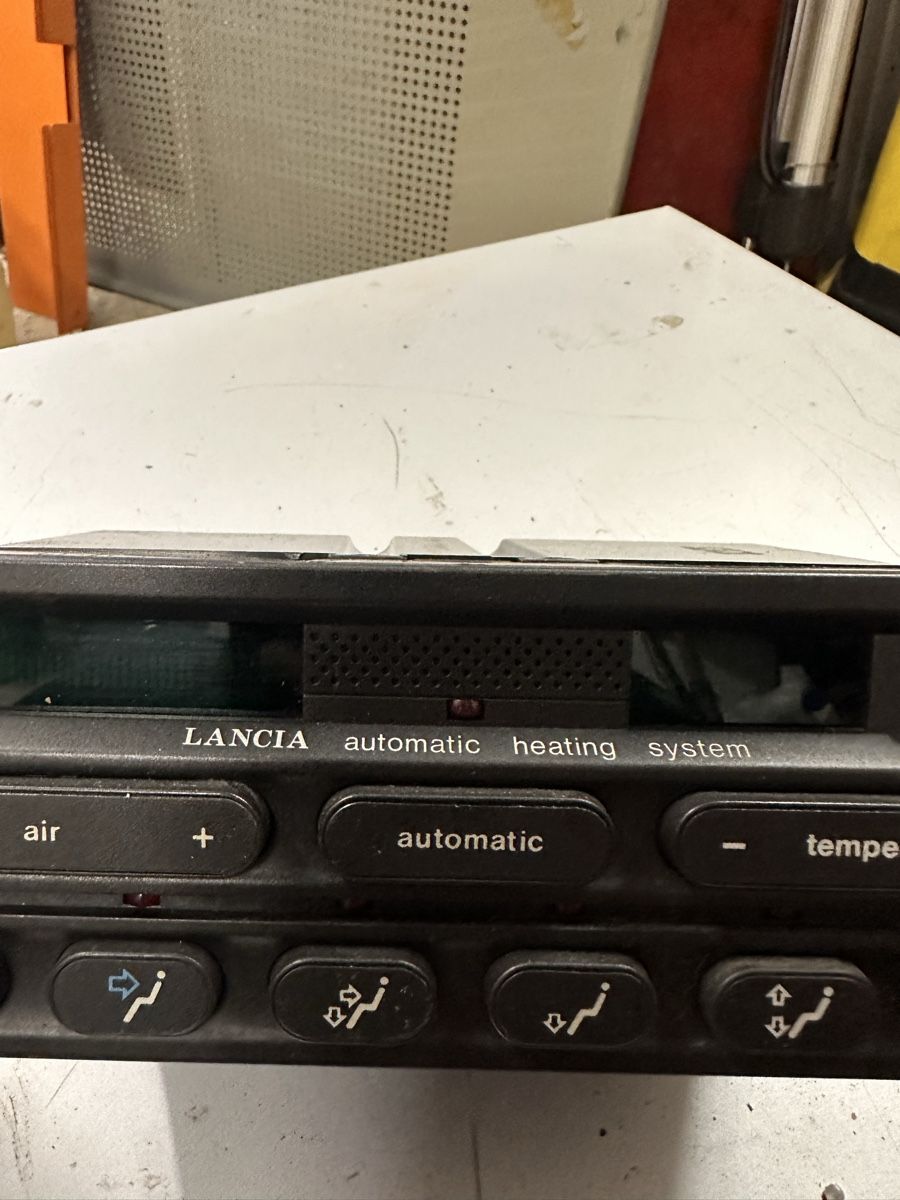 LANCIA automatic heating system
air + automatic - tempe